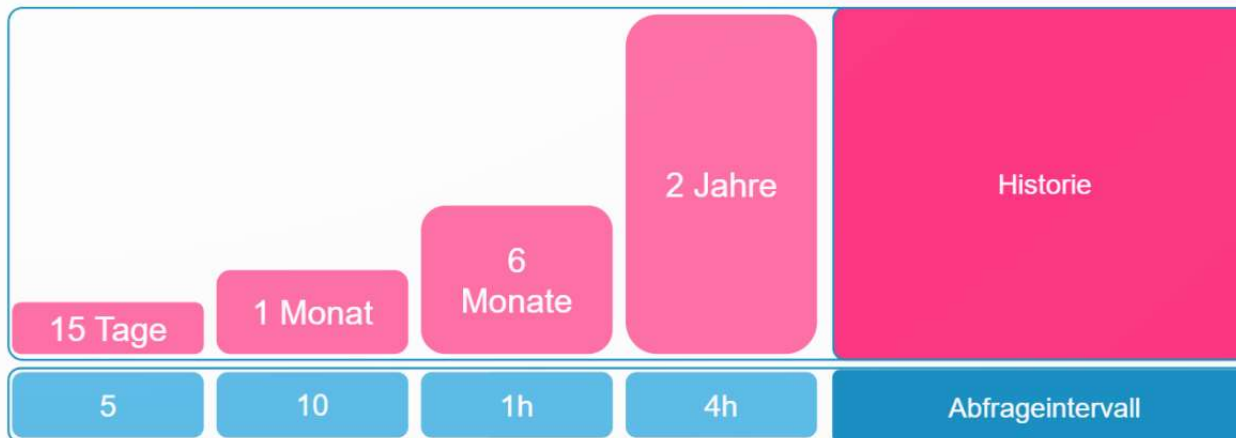 15 Tage
1 Monat
6
Monate
2 Jahre
Historie
5
10
1h
4h
Abfrageintervall